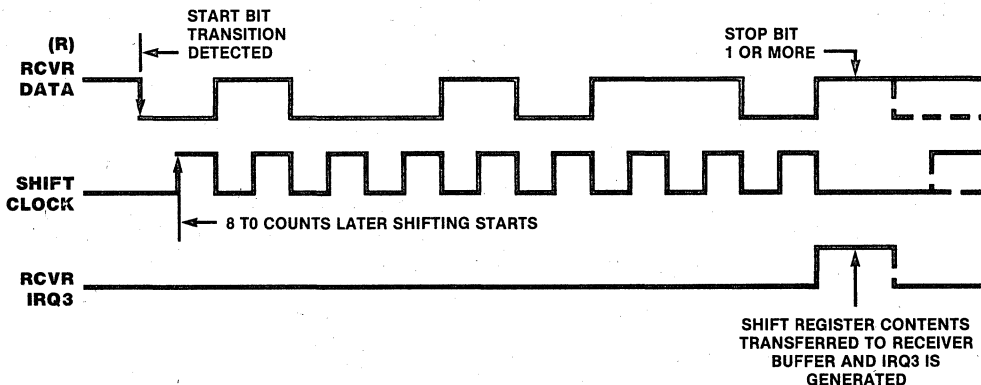 START BIT
TRANSITION
DETECTED
(R)
RCVR
DATA
STOP BIT
1 OR MORE
SHIFT
CLOCK
8 T0 COUNTS LATER SHIFTING STARTS
RCVR
IRQ3
SHIFT REGISTER CONTENTS
TRANSFERRED TO RECEIVER
BUFFER AND IRQ3 IS
GENERATED